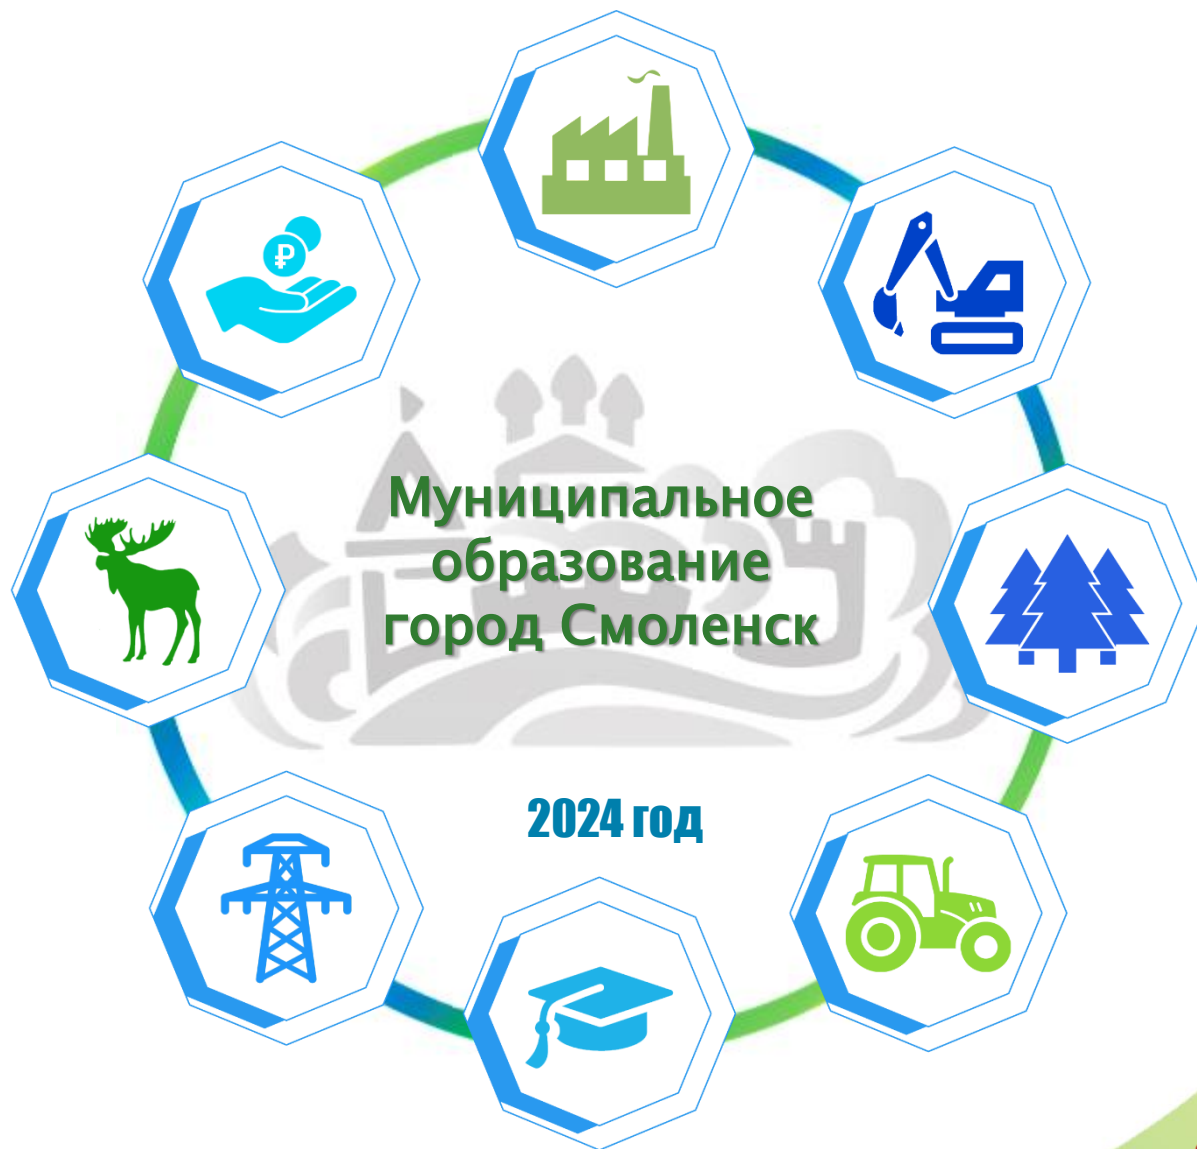 ₽
Муниципальное
образование
город Смоленск
2024 год